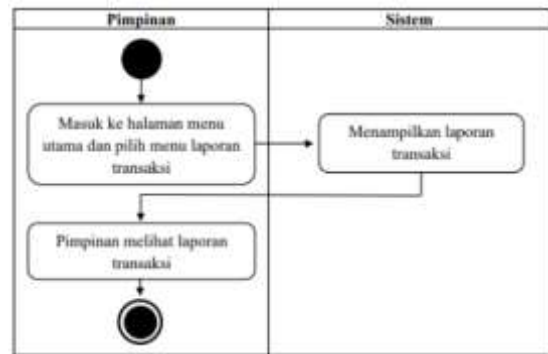 Pimpinan
Sistem
Masuk ke halaman menu
utama dan pilih menu laporan
transaksi
Menampilkan laporan
transaksi
Pimpinan melihat laporan
transaksi